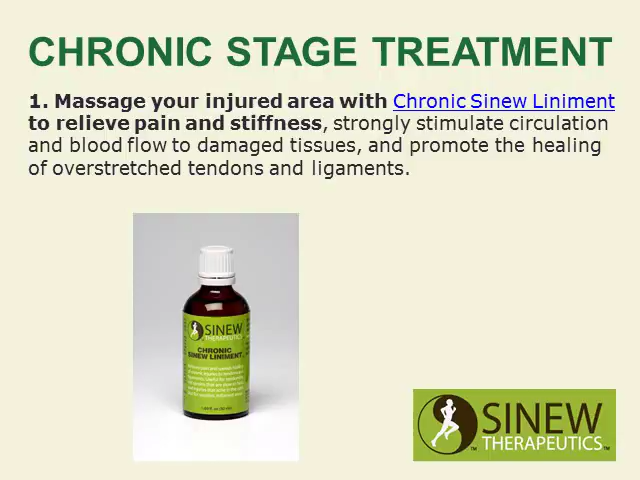 CHRONIC STAGE TREATMENT
1. Massage your injured area with Chronic Sinew Liniment
to relieve pain and stiffness, strongly stimulate circulation
and blood flow to damaged tissues, and promote the healing
of overstretched tendons and ligaments.
SINEW
THERAPEUTICS
CHRONIC
SINEW LINIMENT
SINEW
THERAPEUTICS™